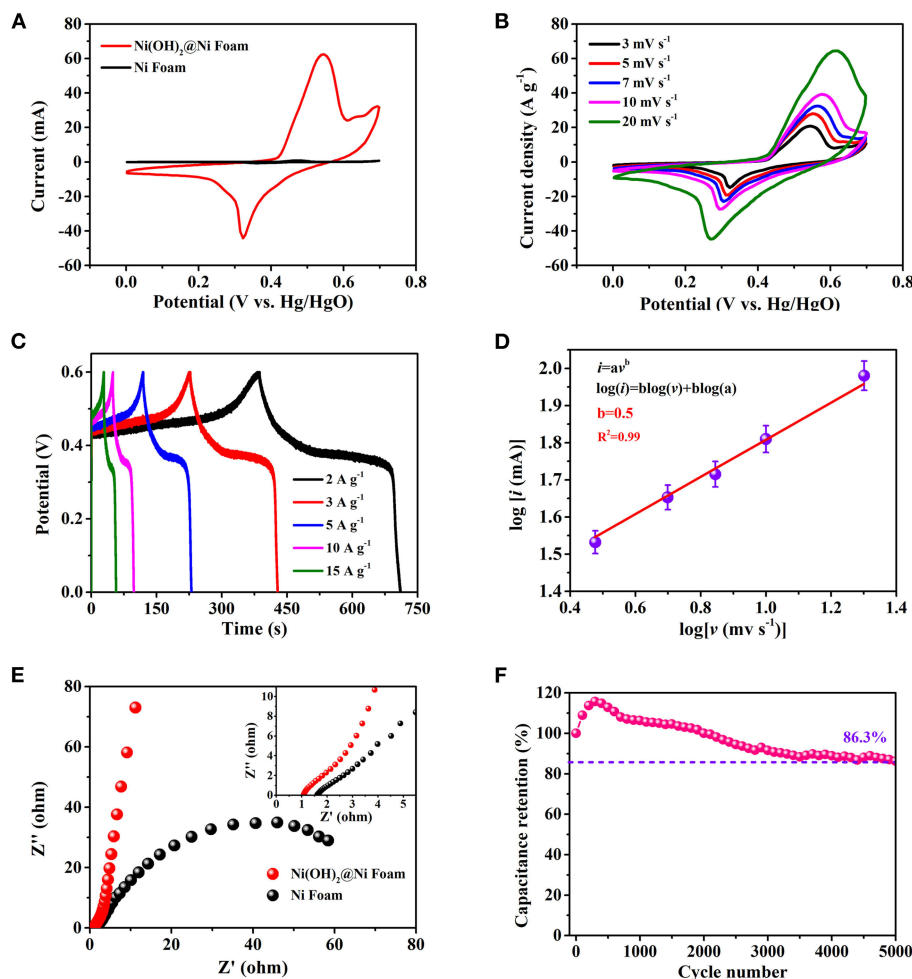 A
80
60
40
20
0
-20
-40
-60
Current (mA)
Ni(OH)₂@Ni Foam
Ni Foam
0.0 0.2 0.4 0.6 0.8
Potential (V vs. Hg/HgO)
B
80
60
40
20
0
-20
-40
-60
Current density (A g⁻¹)
3 mV s⁻¹
5 mV s⁻¹
7 mV s⁻¹
10 mV s⁻¹
20 mV s⁻¹
0.0 0.2 0.4 0.6 0.8
Potential (V vs. Hg/HgO)
C
0.6
0.4
0.2
0.0
Potential (V)
2 A g⁻¹
3 A g⁻¹
5 A g⁻¹
10 A g⁻¹
15 A g⁻¹
0 150 300 450 600 750
Time (s)
D
2.0
1.9
1.8
1.7
1.6
1.5
1.4
log [i (mA)]
i=avᵇ
log(i)=blog(v)+blog(a)
b=0.5
R²=0.99
0.4 0.6 0.8 1.0 1.2 1.4
log[v (mv s⁻¹)]
E
80
60
40
20
0
Z'' (ohm)
10
8
6
4
2
0
Z'' (ohm)
0 1 2 3 4 5
Z' (ohm)
Ni(OH)₂@Ni Foam
Ni Foam
0 20 40 60 80
Z' (ohm)
F
120
100
80
60
40
20
0
Capacitance retention (%)
86.3%
0 1000 2000 3000 4000 5000
Cycle number